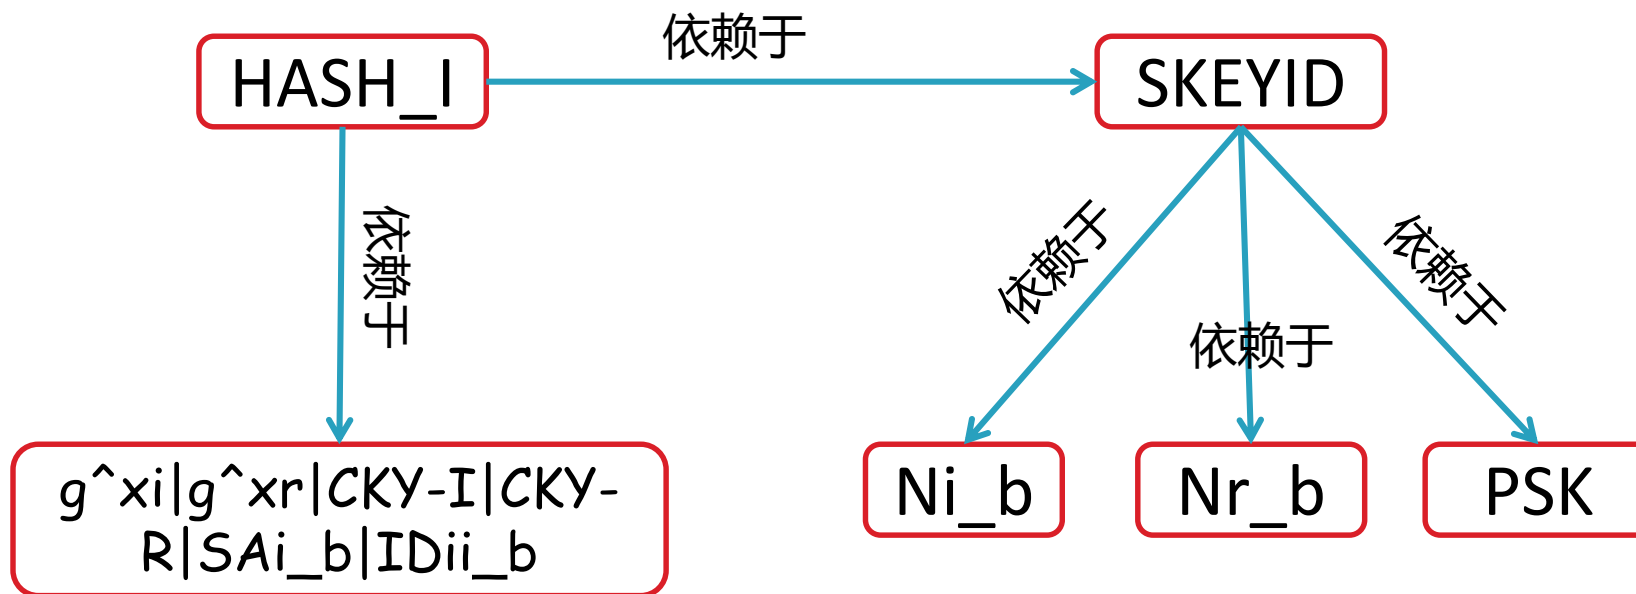 依赖于
HASH_I
SKEYID
依赖于
依赖于
依赖于
依赖于
g^xi|g^xr|CKY-I|CKY-
R|SAi_b|IDii_b
Ni_b
Nr_b
PSK